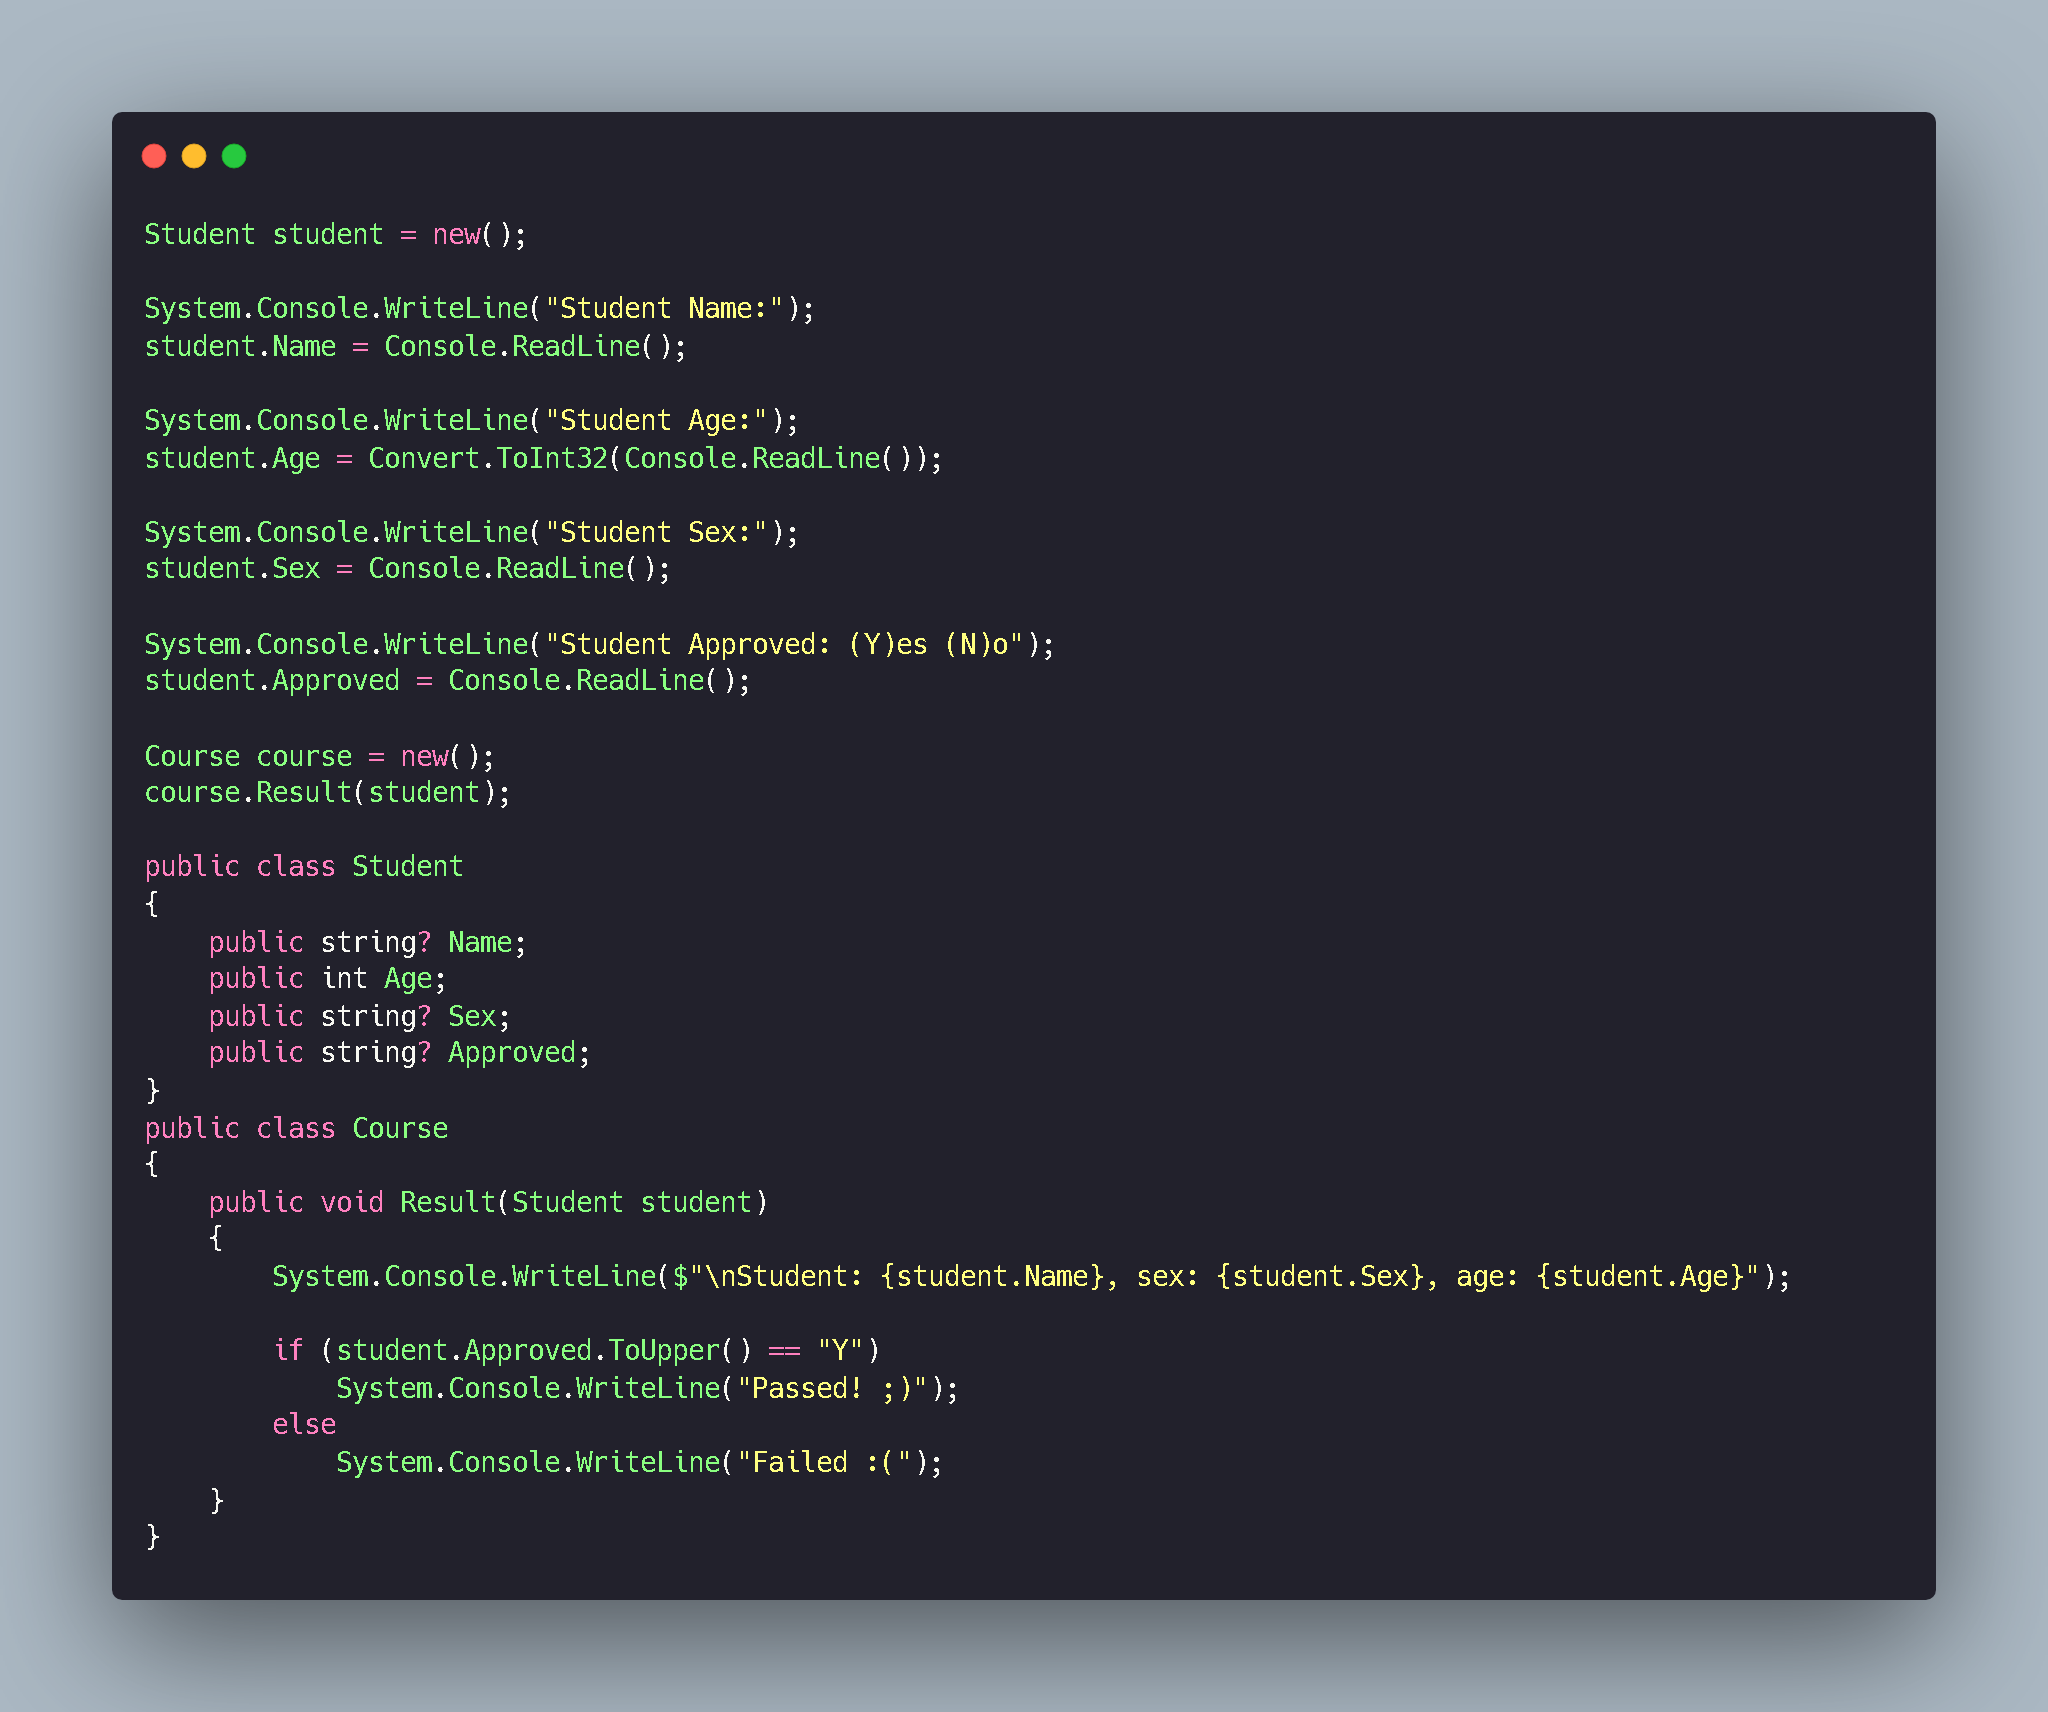 Student student = new();

System.Console.WriteLine("Student Name:");
student.Name = Console.ReadLine();

System.Console.WriteLine("Student Age:");
student.Age = Convert.ToInt32(Console.ReadLine());

System.Console.WriteLine("Student Sex:");
student.Sex = Console.ReadLine();

System.Console.WriteLine("Student Approved: (Y)es (N)o");
student.Approved = Console.ReadLine();

Course course = new();
course.Result(student);

public class Student
{
    public string? Name;
    public int Age;
    public string? Sex;
    public string? Approved;
}
public class Course
{
    public void Result(Student student)
    {
        System.Console.WriteLine($"\nStudent: {student.Name}, sex: {student.Sex}, age: {student.Age}");

        if (student.Approved.ToUpper() == "Y")
            System.Console.WriteLine("Passed! ;)");
        else
            System.Console.WriteLine("Failed :(");
    }
}